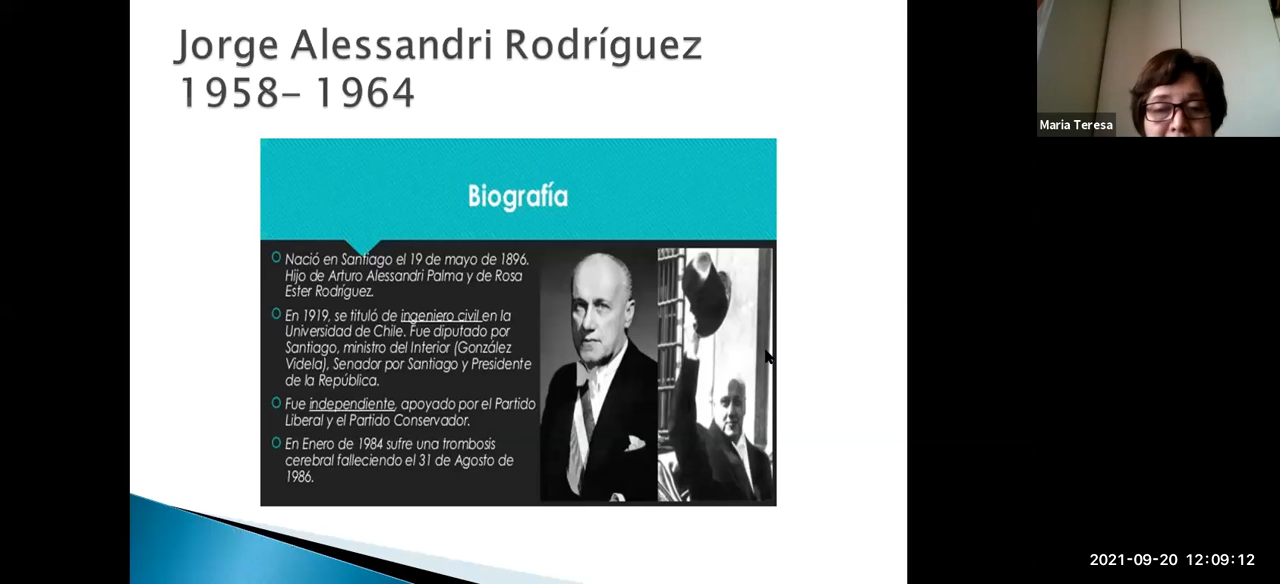 Jorge Alessandri Rodríguez
1958– 1964
Maria Teresa
Biografía
Nació en Santiago el 19 de mayo de 1896.
Hijo de Arturo Alessandri Palma y de Rosa
Ester Rodríguez.
En 1919, se tituló de ingeniero civil en la
Universidad de Chile. Fue diputado por
Santiago, ministro del Interior (González
Videla), Senador por Santiago y Presidente
de la República.
Fue independiente, apoyado por el Partido
Liberal y el Partido Conservador.
En Enero de 1984 sufre una trombosis
cerebral falleciendo el 31 de Agosto de
1986.
2021-09-20 12:09:12